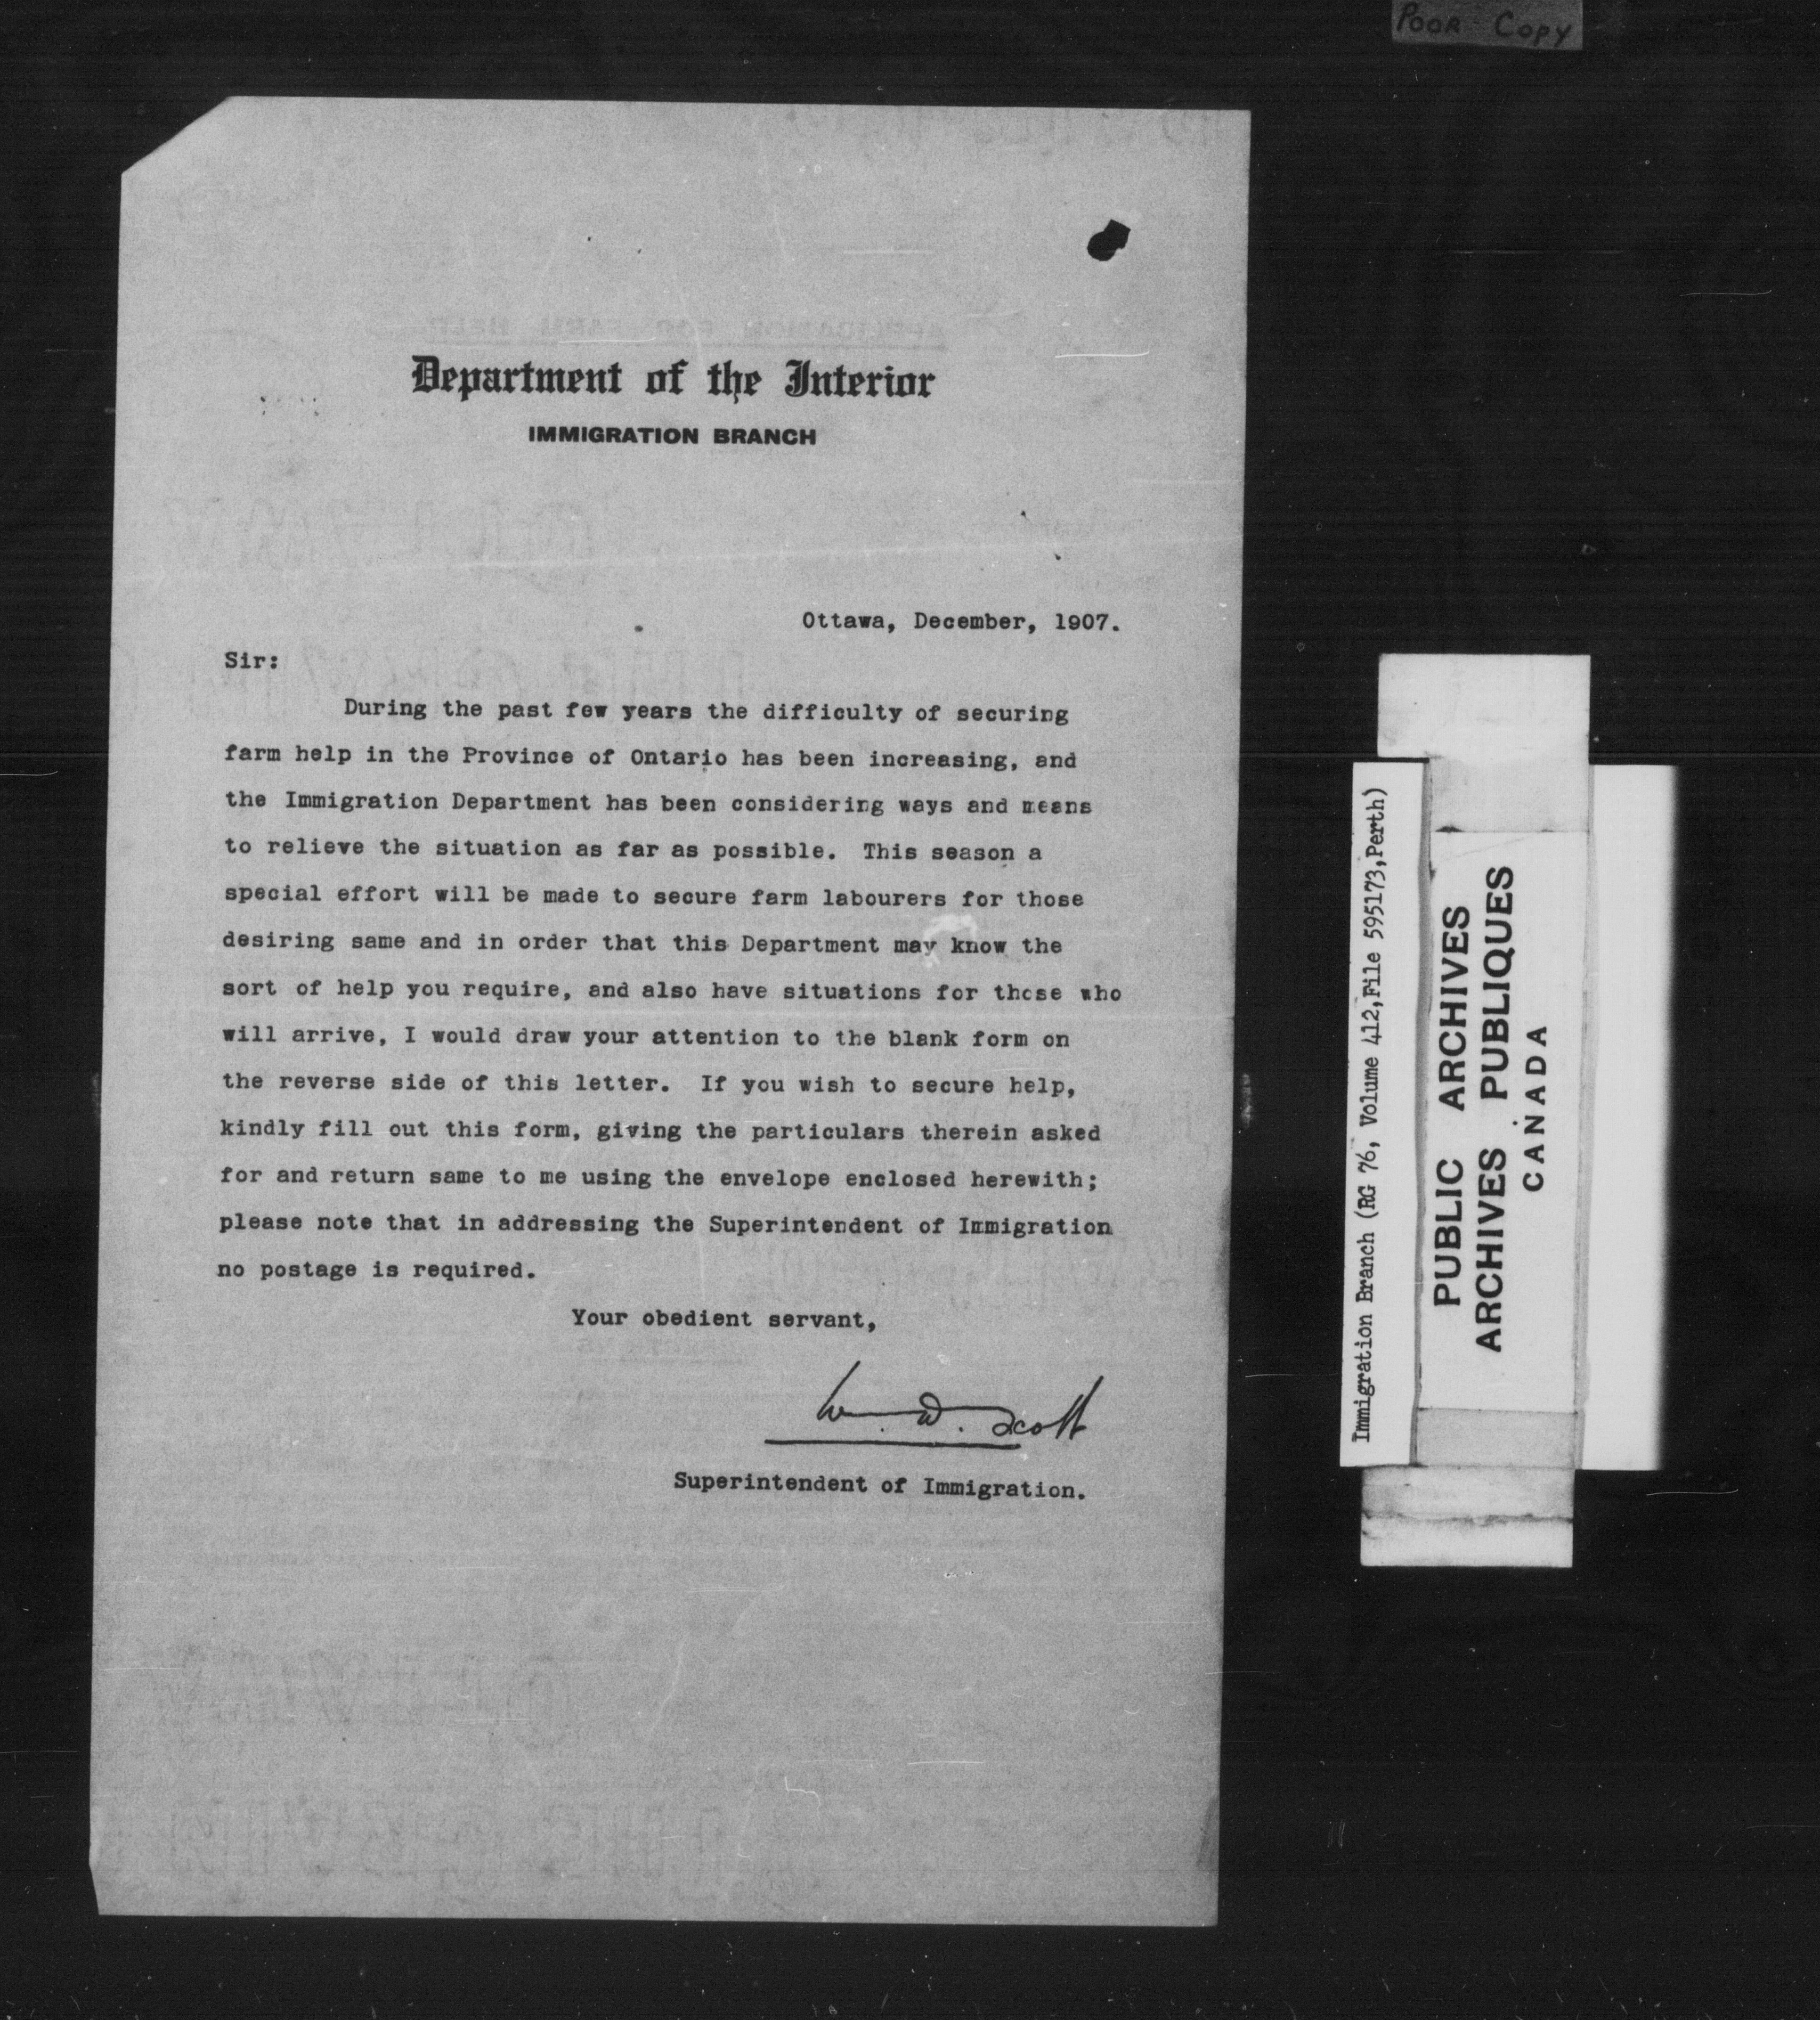 POOR COPY
APPLICATION FOR FARM HELP
Department of the Interior
IMMIGRATION BRANCH
Ottawa, December, 1907.
Sir:
During the past few years the difficulty of securing
farm help in the Province of Ontario has been increasing, and
the Immigration Department has been considering ways and means
to relieve the situation as far as possible. This season a
special effort will be made to secure farm labourers for those
desiring same and in order that this Department may know the
sort of help you require, and also have situations for those who
will arrive, I would draw your attention to the blank form on
the reverse side of this letter. If you wish to secure help,
kindly fill out this form, giving the particulars therein asked
for and return same to me using the envelope enclosed herewith;
please note that in addressing the Superintendent of Immigration
no postage is required.
Your obedient servant,
W. D. Scott
Superintendent of Immigration.
Immigration Branch (RG 76, Volume 412,File 595173,Perth)
PUBLIC ARCHIVES
ARCHIVES PUBLIQUES
CANADA